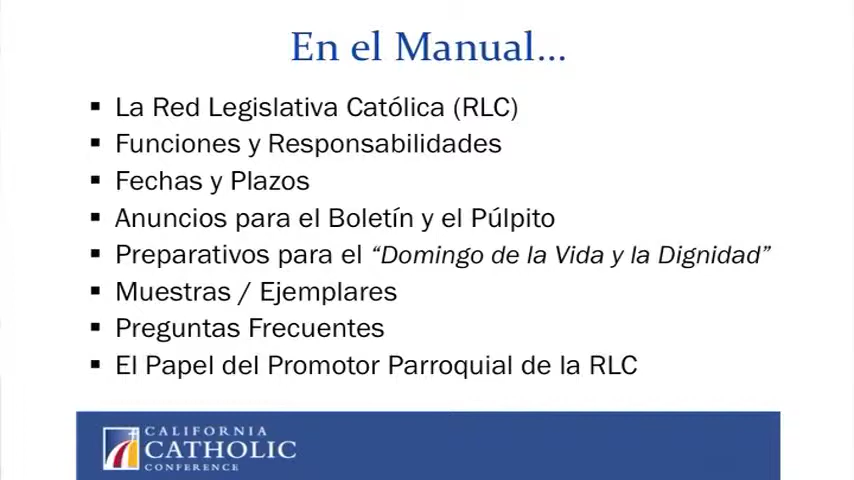 En el Manual...
▪ La Red Legislativa Católica (RLC)
▪ Funciones y Responsabilidades
▪ Fechas y Plazos
▪ Anuncios para el Boletín y el Púlpito
▪ Preparativos para el “Domingo de la Vida y la Dignidad”
▪ Muestras / Ejemplares
▪ Preguntas Frecuentes
▪ El Papel del Promotor Parroquial de la RLC
CALIFORNIA
CATHOLIC
CONFERENCE